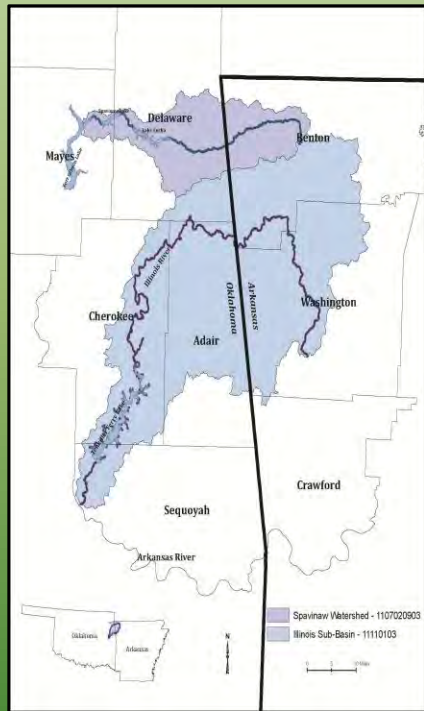 Delaware
Benton
Mayes
Illinois River
Oklahoma
Arkansas
Washington
Cherokee
Adair
Crawford
Sequoyah
Arkansas River
Spavinaw Watershed - 1107020903
Illinois Sub-Basin - 11110103
Oklahoma
Arkansas
N